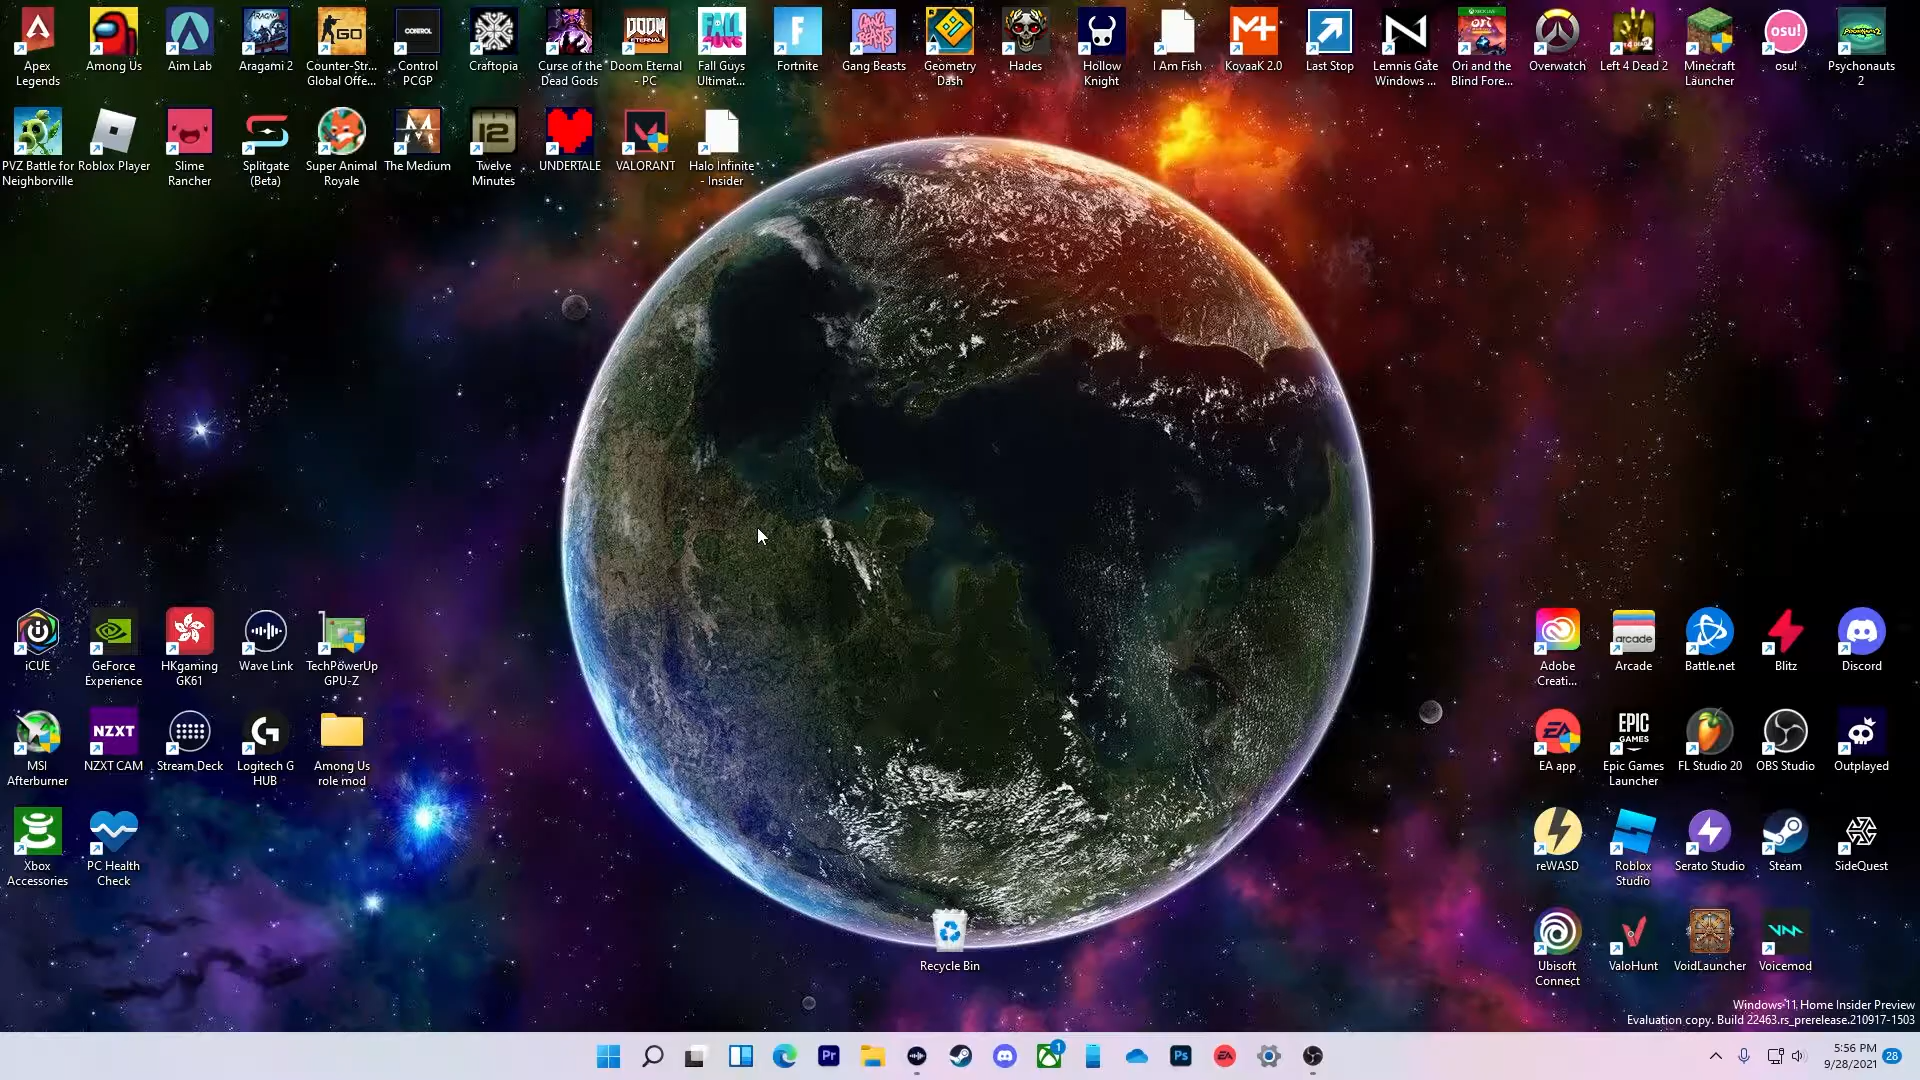 Apex Legends
Among Us
Aim Lab
Aragami 2
Counter-Str... Global Offe...
Control PCGP
Craftopia
Curse of the Dead Gods
Doom Eternal - PC
Fall Guys Ultimat...
Fortnite
Gang Beasts
Geometry Dash
Hades
Hollow Knight
I Am Fish
KovaaK 2.0
Last Stop
Lemnis Gate Windows ...
Ori and the Blind Fore...
Overwatch
Left 4 Dead 2
Minecraft Launcher
osu!
Psychonauts 2
PVZ Battle for Neighborville
Roblox Player
Slime Rancher
Splitgate (Beta)
Super Animal Royale
The Medium
Twelve Minutes
UNDERTALE
VALORANT
Halo Infinite - Insider
iCUE
GeForce Experience
HKgaming GK61
Wave Link
TechPowerUp GPU-Z
Adobe Creati...
Arcade
Battle.net
Blitz
Discord
MSI Afterburner
NZXT CAM
Stream Deck
Logitech G HUB
Among Us role mod
EA app
Epic Games Launcher
FL Studio 20
OBS Studio
Outplayed
Xbox Accessories
PC Health Check
reWASD
Roblox Studio
Serato Studio
Steam
SideQuest
Recycle Bin
Ubisoft Connect
ValoHunt
VoidLauncher
Voicemod
Windows 11 Home Insider Preview
Evaluation copy. Build 22463.rs_prerelease.210917-1503
5:56 PM
9/28/2021
28